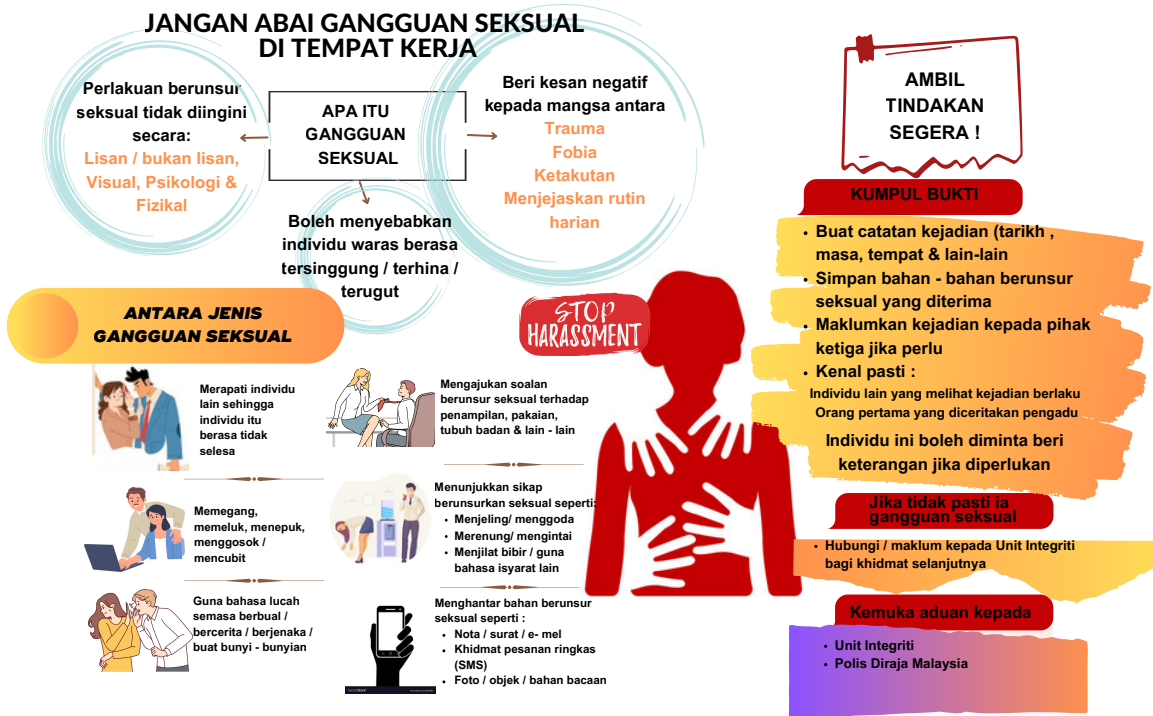 JANGAN ABAI GANGGUAN SEKSUAL
DI TEMPAT KERJA
Perlakuan berunsur
seksual tidak diingini
secara:
Lisan / bukan lisan,
Visual, Psikologi &
Fizikal
APA ITU
GANGGUAN
SEKSUAL
Beri kesan negatif
kepada mangsa antara
Trauma
Fobia
Ketakutan
Menjejaskan rutin
harian
Boleh menyebabkan
individu waras berasa
tersinggung / terhina /
terugut
ANTARA JENIS
GANGGUAN SEKSUAL
STOP
HARASSMENT
Merapati individu
lain sehingga
individu itu
berasa tidak
selesa
Mengajukan soalan
berunsur seksual terhadap
penampilan, pakaian,
tubuh badan & lain - lain
Memegang,
memeluk, menepuk,
menggosok /
mencubit
Menunjukkan sikap
berunsurkan seksual seperti:
• Menjeling/ menggoda
• Merenung/ mengintai
• Menjilat bibir / guna
bahasa isyarat lain
Guna bahasa lucah
semasa berbual /
bercerita / berjenaka /
buat bunyi - bunyian
Menghantar bahan berunsur
seksual seperti :
• Nota / surat / e- mel
• Khidmat pesanan ringkas
(SMS)
• Foto / objek / bahan bacaan
AMBIL
TINDAKAN
SEGERA !
KUMPUL BUKTI
• Buat catatan kejadian (tarikh ,
masa, tempat & lain-lain
• Simpan bahan - bahan berunsur
seksual yang diterima
• Maklumkan kejadian kepada pihak
ketiga jika perlu
• Kenal pasti :
Individu lain yang melihat kejadian berlaku
Orang pertama yang diceritakan pengadu
Individu ini boleh diminta beri
keterangan jika diperlukan
Jika tidak pasti ia
gangguan seksual
• Hubungi / maklum kepada Unit Integriti
bagi khidmat selanjutnya
Kemuka aduan kepada
• Unit Integriti
• Polis Diraja Malaysia